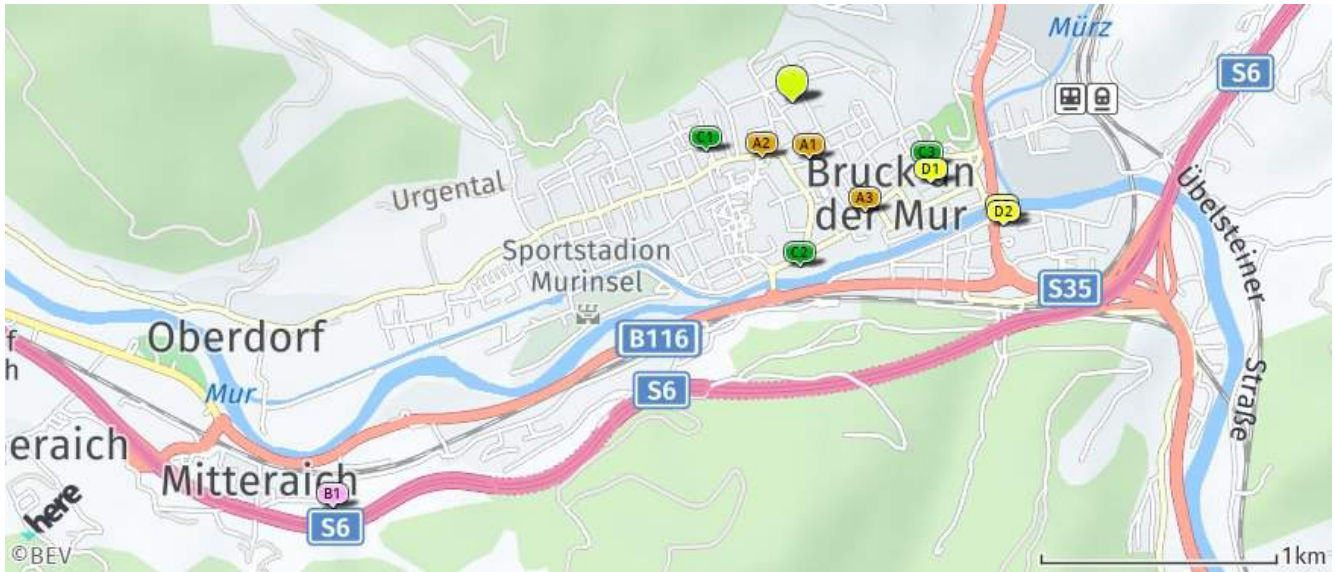 Mürz
S6
C1
A2
A1
C3
D1
Bruck an
der Mur
A3
D2
Urgental
Übelsteiner
Straße
Sportstadion
Murinsel
C2
S35
Oberdorf
B116
f
h
Mur
S6
eraich
Mitteraich
B1
S6
here
©BEV
1km